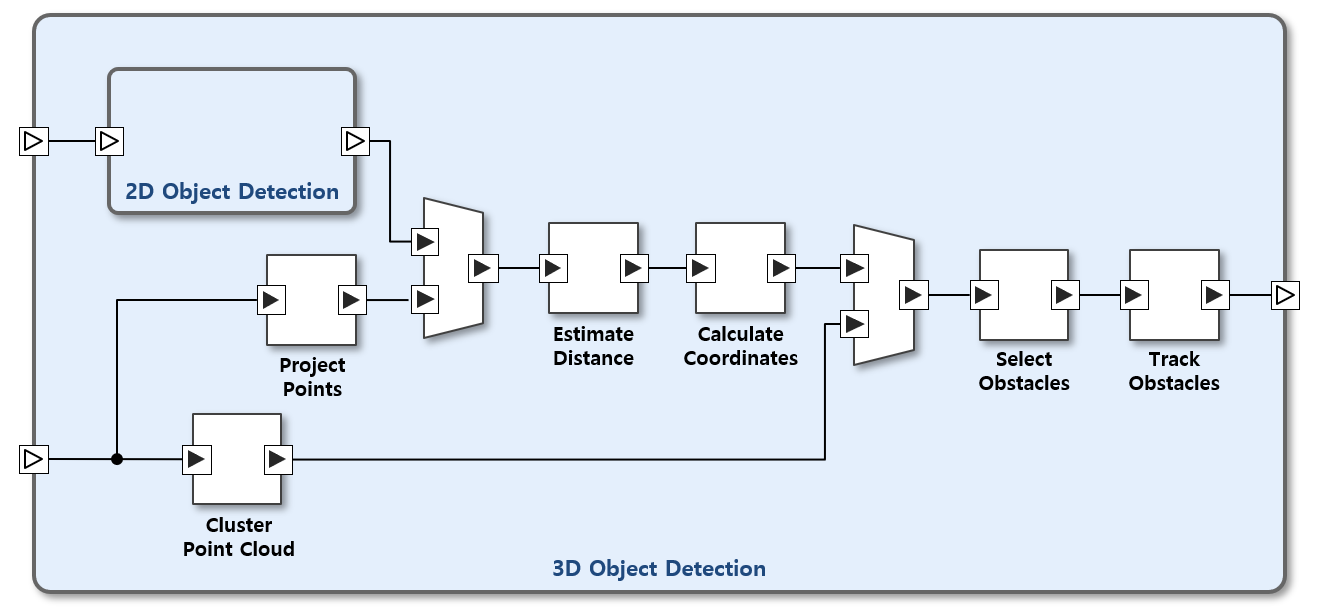 2D Object Detection
Project
Points
Estimate
Distance
Calculate
Coordinates
Select
Obstacles
Track
Obstacles
Cluster
Point Cloud
3D Object Detection